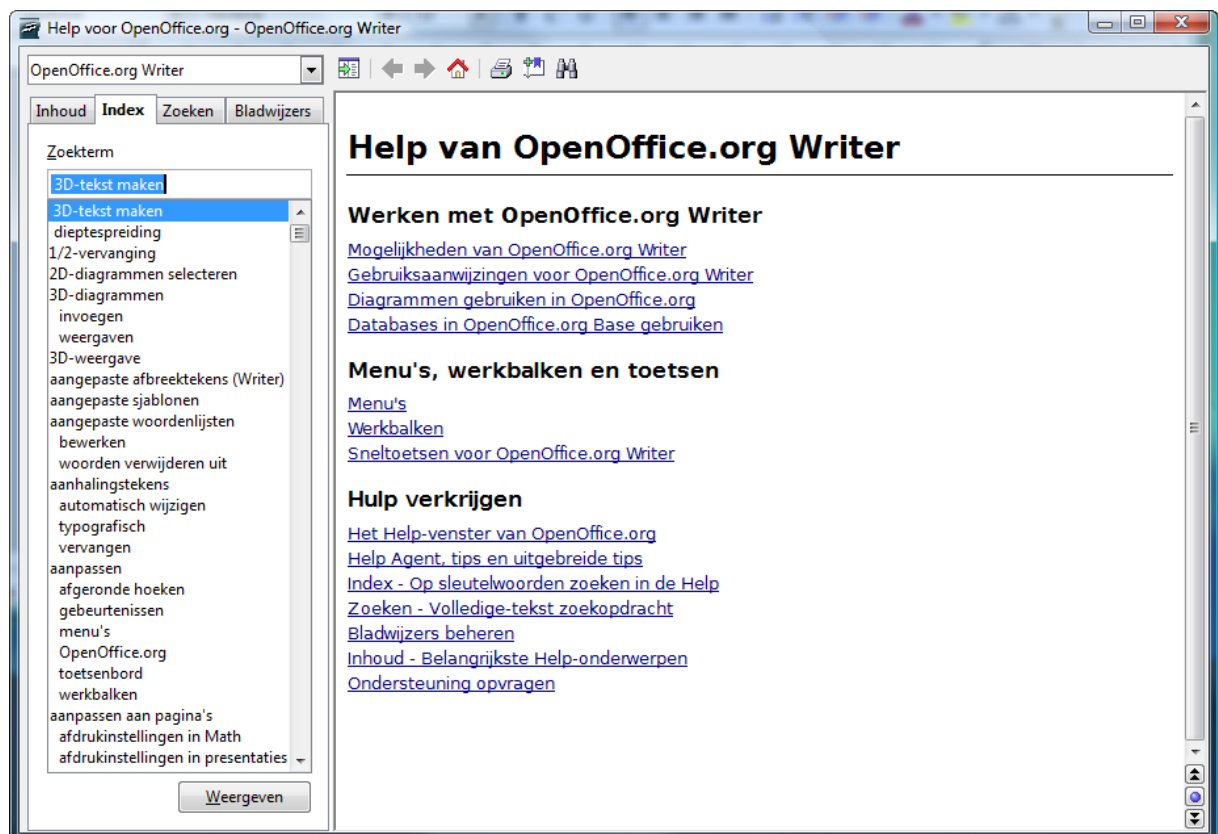 Help voor OpenOffice.org - OpenOffice.org Writer
OpenOffice.org Writer
Inhoud Index Zoeken Bladwijzers
Zoekterm
3D-tekst maken
3D-tekst maken
dieptespreiding
1/2-vervanging
2D-diagrammen selecteren
3D-diagrammen
invoegen
weergaven
3D-weergave
aangepaste afbreektekens (Writer)
aangepaste sjablonen
aangepaste woordenlijsten
bewerken
woorden verwijderen uit
aanhalingstekens
automatisch wijzigen
typografisch
vervangen
aanpassen
afgeronde hoeken
gebeurtenissen
menu's
OpenOffice.org
toetsenbord
werkbalken
aanpassen aan pagina's
afdrukinstellingen in Math
afdrukinstellingen in presentaties
Weergeven
Help van OpenOffice.org Writer
Werken met OpenOffice.org Writer
Mogelijkheden van OpenOffice.org Writer
Gebruiksaanwijzingen voor OpenOffice.org Writer
Diagrammen gebruiken in OpenOffice.org
Databases in OpenOffice.org Base gebruiken
Menu's, werkbalken en toetsen
Menu's
Werkbalken
Sneltoetsen voor OpenOffice.org Writer
Hulp verkrijgen
Het Help-venster van OpenOffice.org
Help Agent, tips en uitgebreide tips
Index - Op sleutelwoorden zoeken in de Help
Zoeken - Volledige-tekst zoekopdracht
Bladwijzers beheren
Inhoud - Belangrijkste Help-onderwerpen
Ondersteuning opvragen